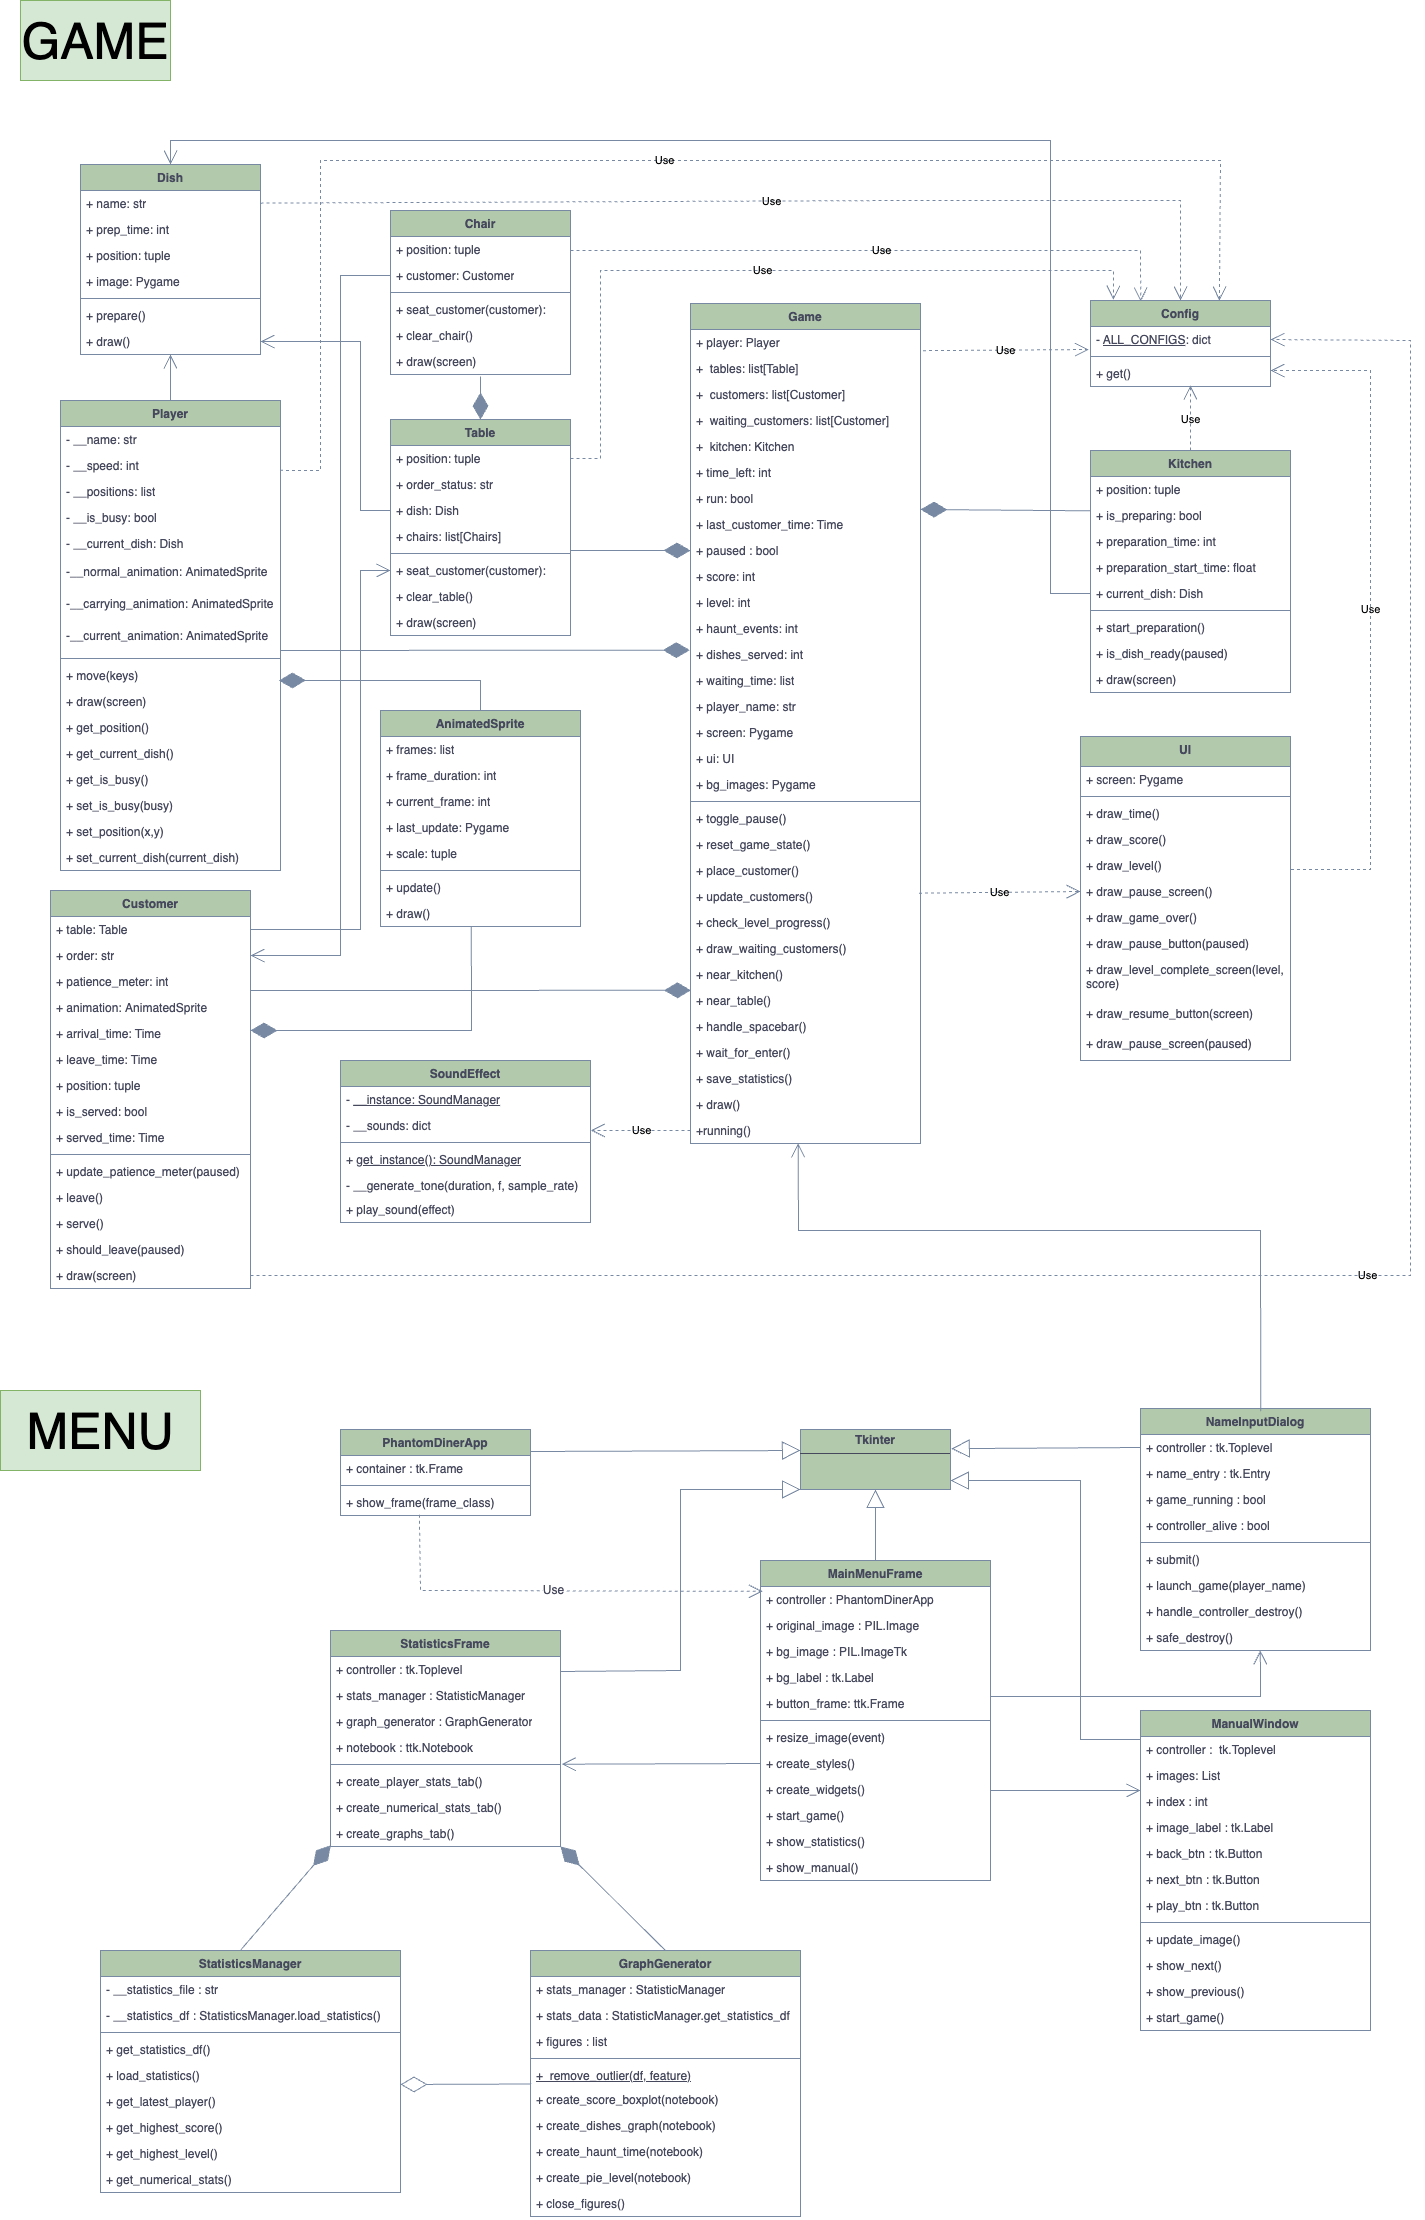 GAME
Dish
+ name: str
+ prep_time: int
+ position: tuple
+ image: Pygame
+ prepare()
+ draw()
Use
Use
Use
Use
Chair
+ position: tuple
+ customer: Customer
+ seat_customer(customer):
+ clear_chair()
+ draw(screen)
Game
+ player: Player
+ tables: list[Table]
+ customers: list[Customer]
+ waiting_customers: list[Customer]
+ kitchen: Kitchen
+ time_left: int
+ run: bool
+ last_customer_time: Time
+ paused : bool
+ score: int
+ level: int
+ haunt_events: int
+ dishes_served: int
+ waiting_time: list
+ player_name: str
+ screen: Pygame
+ ui: UI
+ bg_images: Pygame
+ toggle_pause()
+ reset_game_state()
+ place_customer()
+ update_customers()
+ check_level_progress()
+ draw_waiting_customers()
+ near_kitchen()
+ near_table()
+ handle_spacebar()
+ wait_for_enter()
+ save_statistics()
+ draw()
+running()
Use
Config
- ALL_CONFIGS: dict
+ get()
Use
Player
- __name: str
- __speed: int
- __positions: list
- __is_busy: bool
- __current_dish: Dish
-__normal_animation: AnimatedSprite
-__carrying_animation: AnimatedSprite
-__current_animation: AnimatedSprite
+ move(keys)
+ draw(screen)
+ get_position()
+ get_current_dish()
+ get_is_busy()
+ set_is_busy(busy)
+ set_position(x,y)
+ set_current_dish(current_dish)
Table
+ position: tuple
+ order_status: str
+ dish: Dish
+ chairs: list[Chairs]
+ seat_customer(customer):
+ clear_table()
+ draw(screen)
Kitchen
+ position: tuple
+ is_preparing: bool
+ preparation_time: int
+ preparation_start_time: float
+ current_dish: Dish
+ start_preparation()
+ is_dish_ready(paused)
+ draw(screen)
Use
AnimatedSprite
+ frames: list
+ frame_duration: int
+ current_frame: int
+ last_update: Pygame
+ scale: tuple
+ update()
+ draw()
UI
+ screen: Pygame
+ draw_time()
+ draw_score()
+ draw_level()
+ draw_pause_screen()
+ draw_game_over()
+ draw_pause_button(paused)
+ draw_level_complete_screen(level,
score)
+ draw_resume_button(screen)
+ draw_pause_screen(paused)
Use
Customer
+ table: Table
+ order: str
+ patience_meter: int
+ animation: AnimatedSprite
+ arrival_time: Time
+ leave_time: Time
+ position: tuple
+ is_served: bool
+ served_time: Time
+ update_patience_meter(paused)
+ leave()
+ serve()
+ should_leave(paused)
+ draw(screen)
SoundEffect
- __instance: SoundManager
- __sounds: dict
+ get_instance(): SoundManager
- __generate_tone(duration, f, sample_rate)
+ play_sound(effect)
Use
Use
MENU
PhantomDinerApp
+ container : tk.Frame
+ show_frame(frame_class)
Tkinter
NameInputDialog
+ controller : tk.Toplevel
+ name_entry : tk.Entry
+ game_running : bool
+ controller_alive : bool
+ submit()
+ launch_game(player_name)
+ handle_controller_destroy()
+ safe_destroy()
Use
MainMenuFrame
+ controller : PhantomDinerApp
+ original_image : PIL.Image
+ bg_image : PIL.ImageTk
+ bg_label : tk.Label
+ button_frame: ttk.Frame
+ resize_image(event)
+ create_styles()
+ create_widgets()
+ start_game()
+ show_statistics()
+ show_manual()
StatisticsFrame
+ controller : tk.Toplevel
+ stats_manager : StatisticManager
+ graph_generator : GraphGenerator
+ notebook : ttk.Notebook
+ create_player_stats_tab()
+ create_numerical_stats_tab()
+ create_graphs_tab()
ManualWindow
+ controller : tk.Toplevel
+ images: List
+ index : int
+ image_label : tk.Label
+ back_btn : tk.Button
+ next_btn : tk.Button
+ play_btn : tk.Button
+ update_image()
+ show_next()
+ show_previous()
+ start_game()
StatisticsManager
- __statistics_file : str
- __statistics_df : StatisticsManager.load_statistics()
+ get_statistics_df()
+ load_statistics()
+ get_latest_player()
+ get_highest_score()
+ get_highest_level()
+ get_numerical_stats()
GraphGenerator
+ stats_manager : StatisticManager
+ stats_data : StatisticManager.get_statistics_df
+ figures : list
+ remove_outlier(df, feature)
+ create_score_boxplot(notebook)
+ create_dishes_graph(notebook)
+ create_haunt_time(notebook)
+ create_pie_level(notebook)
+ close_figures()